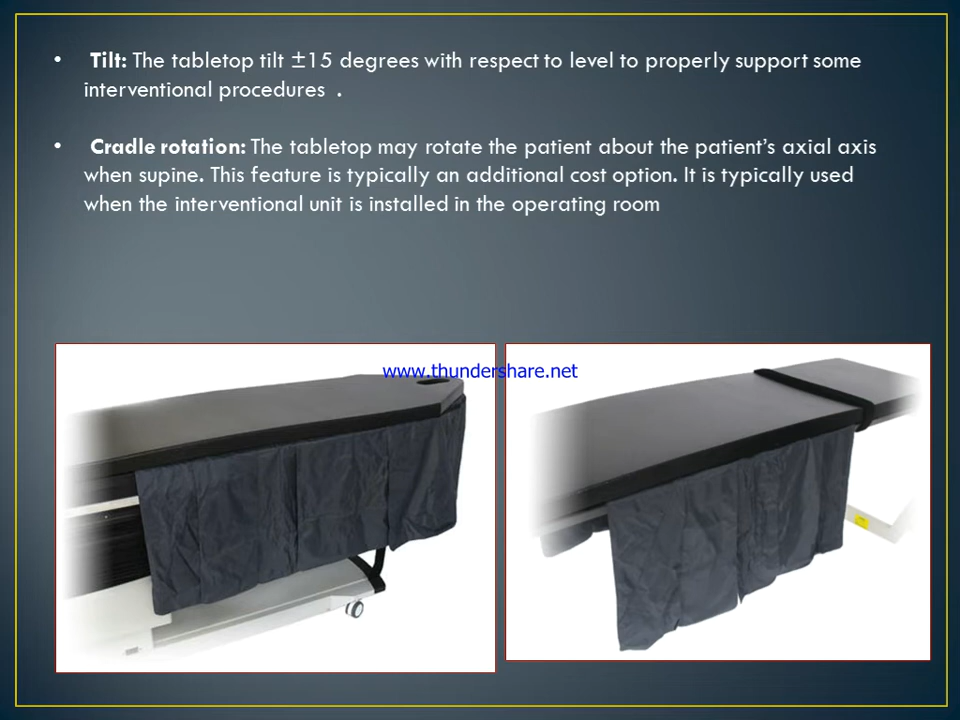 • Tilt: The tabletop tilt ±15 degrees with respect to level to properly support some
interventional procedures .
• Cradle rotation: The tabletop may rotate the patient about the patient’s axial axis
when supine. This feature is typically an additional cost option. It is typically used
when the interventional unit is installed in the operating room
www.thundershare.net